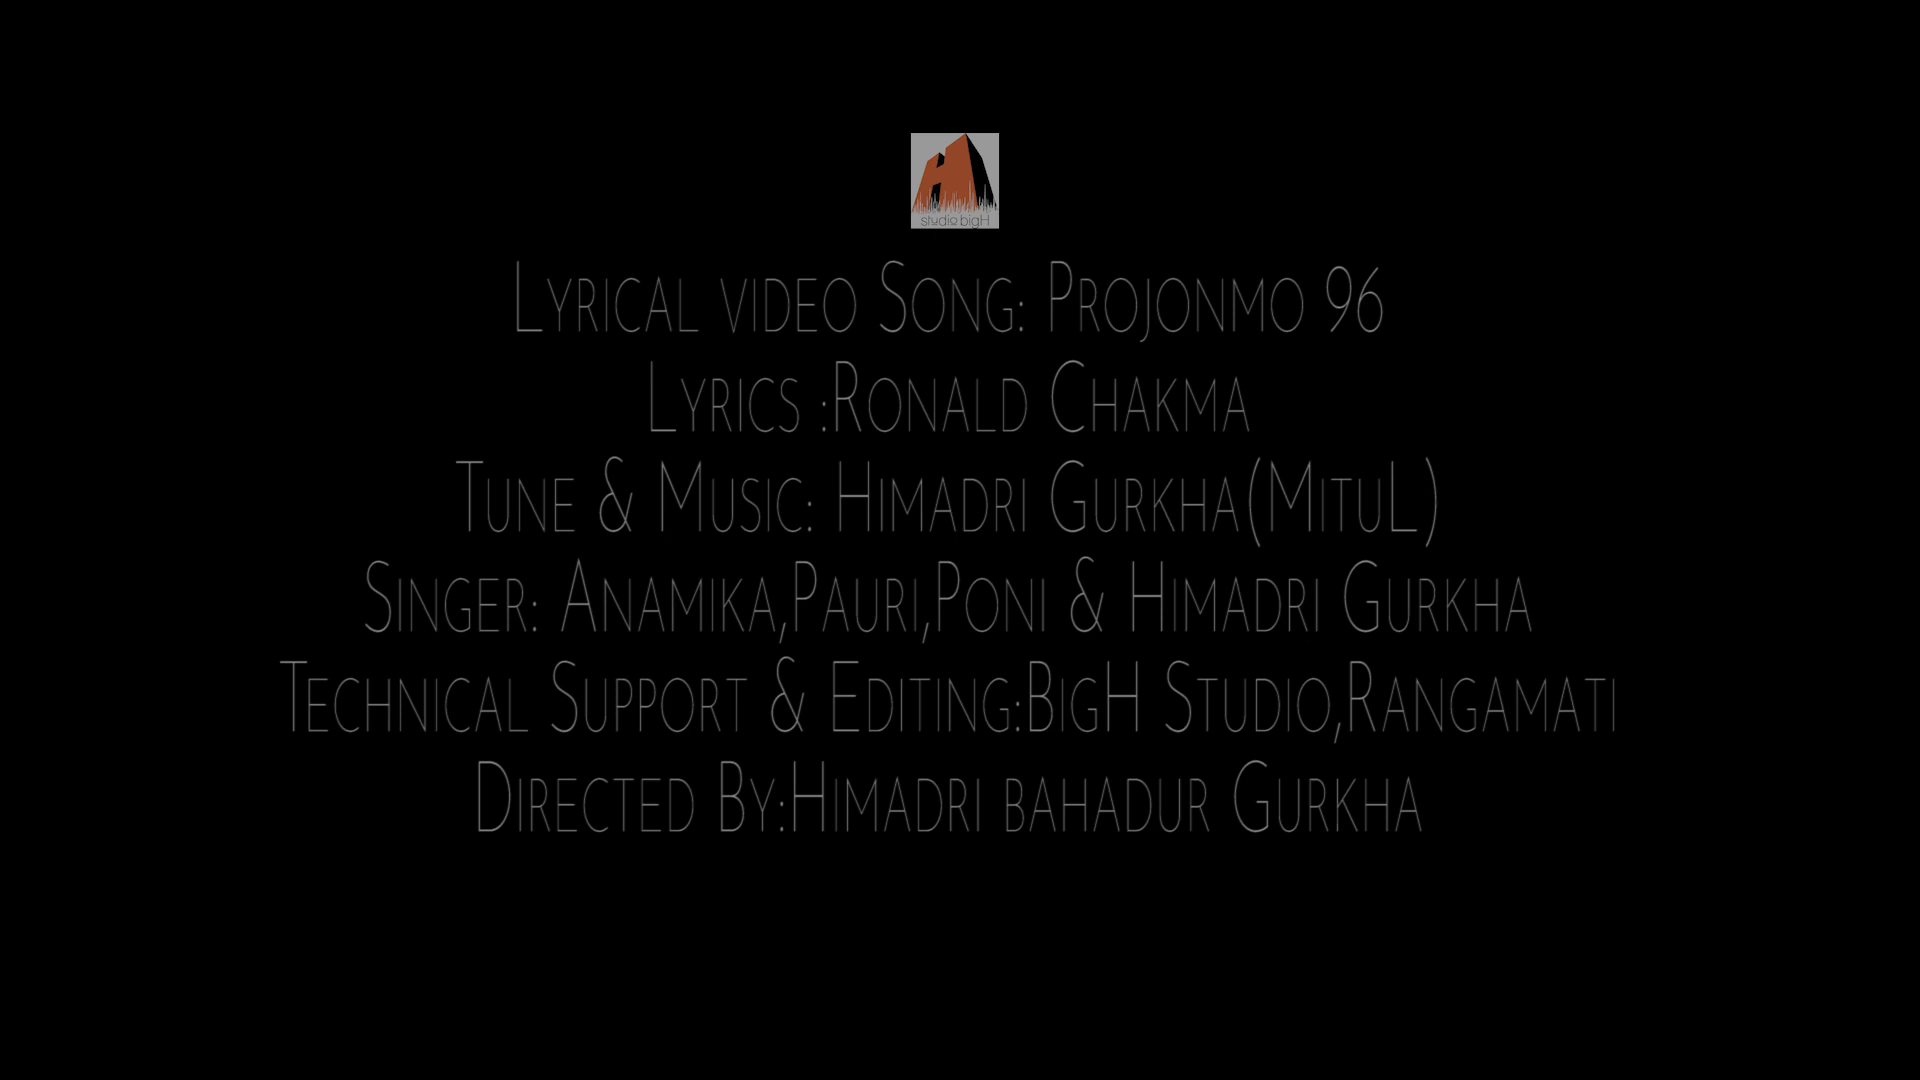 studio bigH
Lyrical video Song: Projonmo 96
Lyrics :Ronald Chakma
Tune & Music: Himadri Gurkha(MituL)
Singer: Anamika,Pauri,Poni & Himadri Gurkha
Technical Support & Editing:BigH Studio,Rangamati
Directed By:Himadri bahadur Gurkha